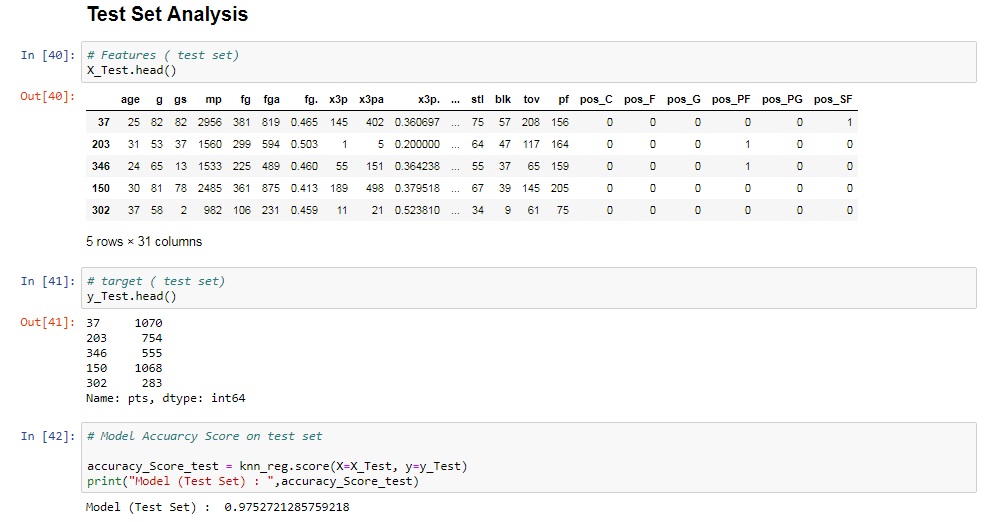 Test Set Analysis
In [40]: # Features ( test set)
X_Test.head()
Out[40]:
age g gs mp fg fga fg. x3p x3pa x3p. ... stl blk tov pf pos_C pos_F pos_G pos_PF pos_PG pos_SF
37 25 82 82 2956 381 819 0.465 145 402 0.360697 ... 75 57 208 156 0 0 0 0 0 1
203 31 53 37 1560 299 594 0.503 1 5 0.200000 ... 64 47 117 164 0 0 0 1 0 0
346 24 65 13 1533 225 489 0.460 55 151 0.364238 ... 55 37 65 159 0 0 0 1 0 0
150 30 81 78 2485 361 875 0.413 189 498 0.379518 ... 67 39 145 205 0 0 0 0 0 0
302 37 58 2 982 106 231 0.459 11 21 0.523810 ... 34 9 61 75 0 0 0 0 0 0
5 rows × 31 columns
In [41]: # target ( test set)
y_Test.head()
Out[41]: 37 1070
203 754
346 555
150 1068
302 283
Name: pts, dtype: int64
In [42]: # Model Accuarcy Score on test set
accuracy_Score_test = knn_reg.score(X=X_Test, y=y_Test)
print("Model (Test Set) : ",accuracy_Score_test)
Model (Test Set) :  0.9752721285759218